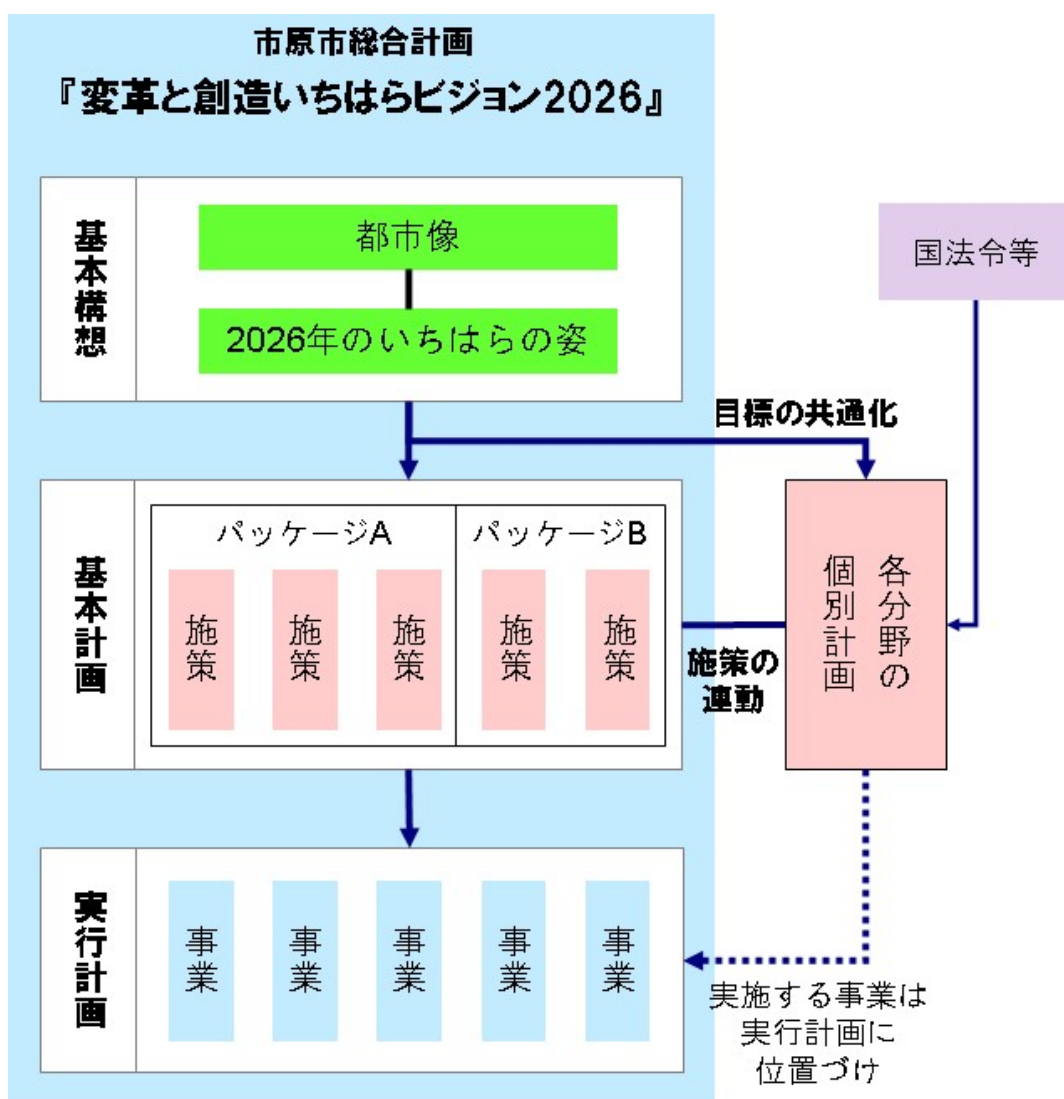 市原市総合計画
『変革と創造いちはらビジョン2026』
基本構想
都市像
2026年のいちはらの姿
国法令等
目標の共通化
基本計画
パッケージA
パッケージB
施策
施策
施策
施策
施策
施策の
連動
各分野の
個別計画
実行計画
事業
事業
事業
事業
事業
実施する事業は
実行計画に
位置づけ